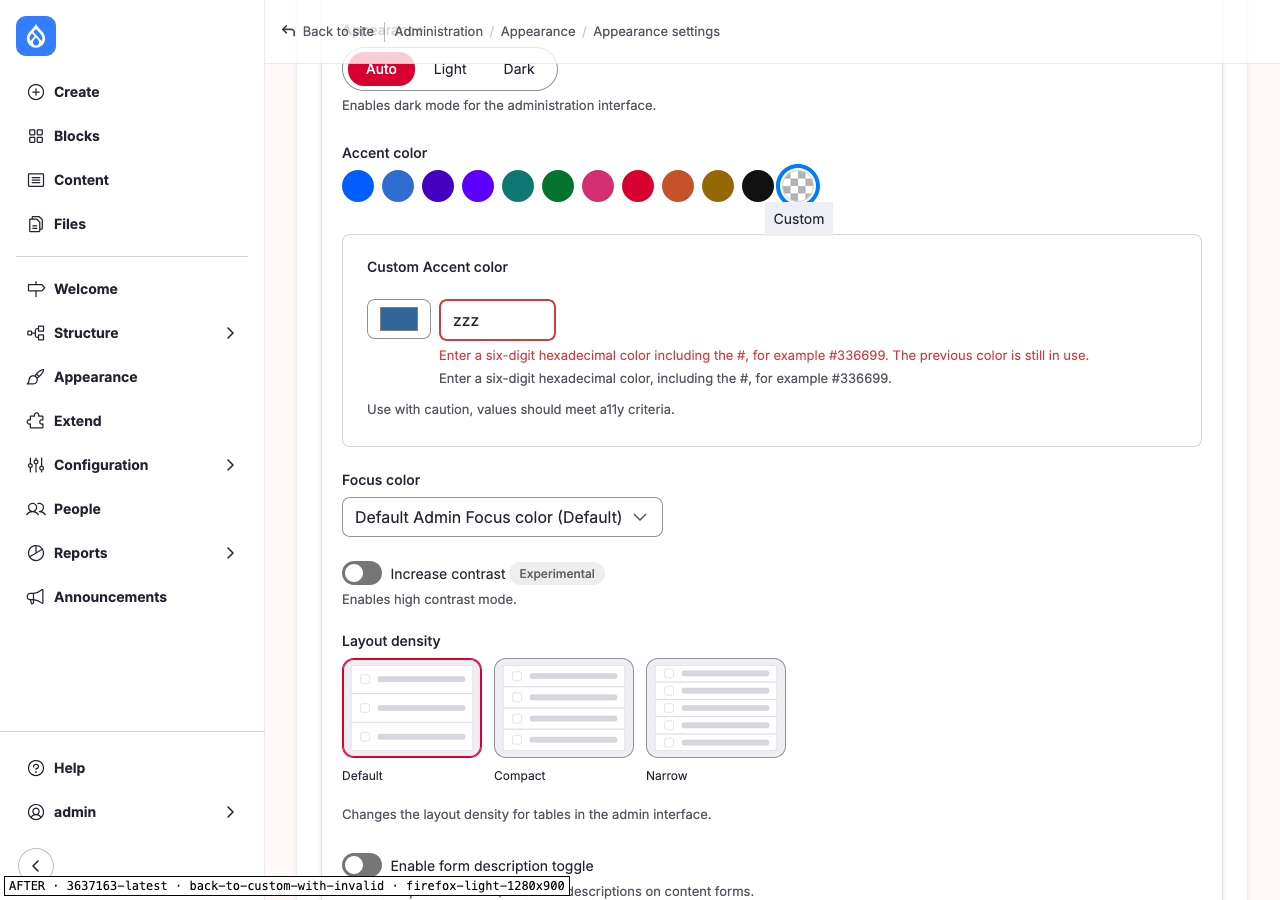 Back to site
Administration / Appearance / Appearance settings
Create
Blocks
Content
Files
Welcome
Structure
Appearance
Extend
Configuration
People
Reports
Announcements
Help
admin
Auto
Light
Dark
Enables dark mode for the administration interface.
Accent color
Custom
Custom Accent color
zzz
Enter a six-digit hexadecimal color including the #, for example #336699. The previous color is still in use.
Enter a six-digit hexadecimal color, including the #, for example #336699.
Use with caution, values should meet a11y criteria.
Focus color
Default Admin Focus color (Default)
Increase contrast Experimental
Enables high contrast mode.
Layout density
Default
Compact
Narrow
Changes the layout density for tables in the admin interface.
Enable form description toggle
descriptions on content forms.
AFTER · 3637163-latest · back-to-custom-with-invalid · firefox-light-1280x900